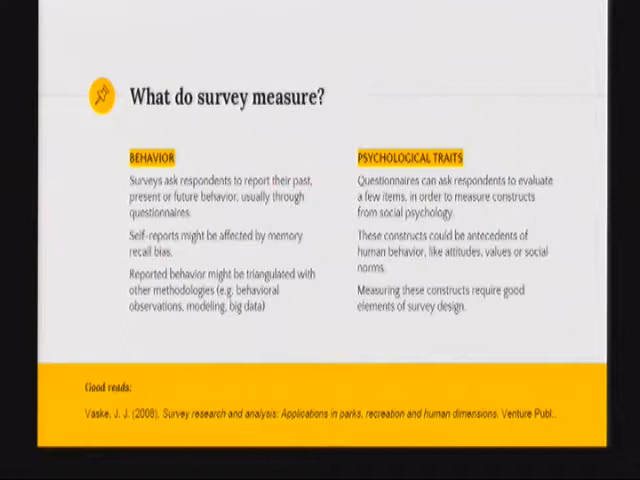 What do survey measure?
BEHAVIOR
Surveys ask respondents to report their past,
present or future behavior, usually through
questionnaires.
Self-reports might be affected by memory
recall bias.
Reported behavior might be triangulated with
other methodologies (e.g. behavioral
observations, modeling, big data)
PSYCHOLOGICAL TRAITS
Questionnaires can ask respondents to evaluate
a few items, in order to measure constructs
from social psychology.
These constructs could be antecedents of
human behavior, like attitudes, values or social
norms.
Measuring these constructs require good
elements of survey design.
Good reads:
Vaske, J. J. (2008). Survey research and analysis: Applications in parks, recreation and human dimensions. Venture Publ..